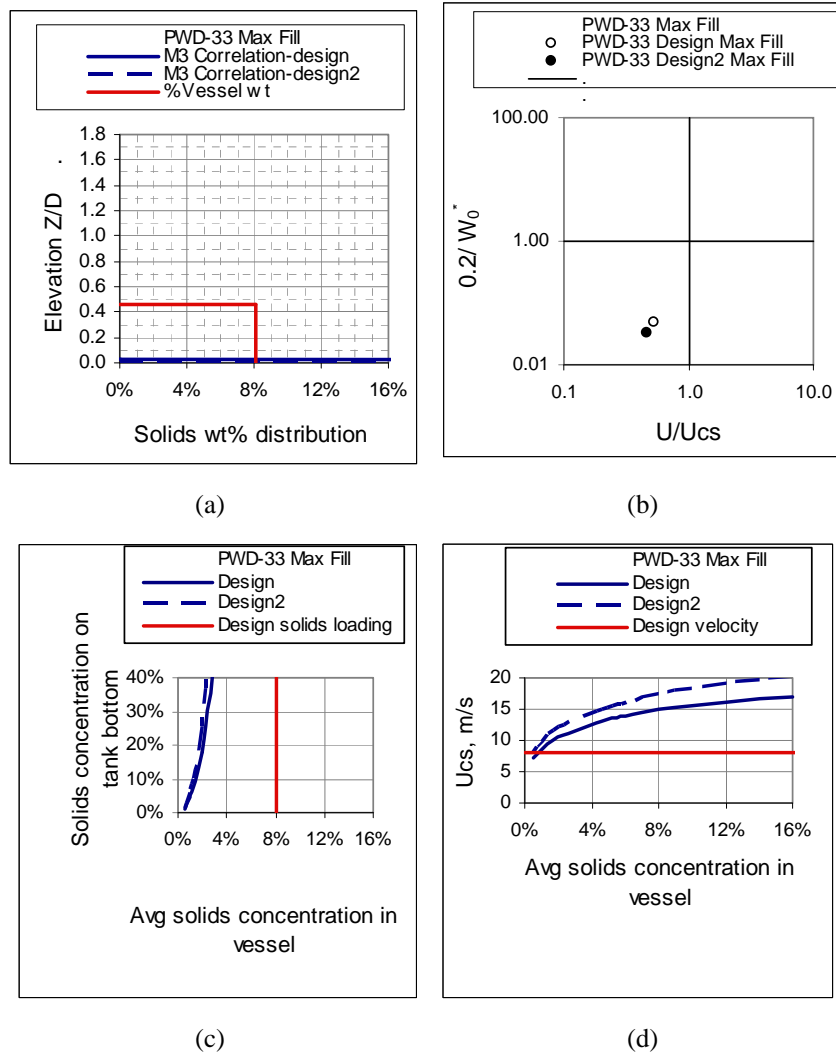 PWD-33 Max Fill
M3 Correlation-design
M3 Correlation-design2
%Vessel wt
Elevation Z/D
.
1.8
1.6
1.4
1.2
1.0
0.8
0.6
0.4
0.2
0.0
0% 4% 8% 12% 16%
Solids wt% distribution
(a)
PWD-33 Max Fill
PWD-33 Design Max Fill
PWD-33 Design2 Max Fill
.
.
0.2/ W0*
100.00
1.00
0.01
0.1 1.0 10.0
U/Ucs
(b)
PWD-33 Max Fill
Design
Design2
Design solids loading
Solids concentration on
tank bottom
40%
30%
20%
10%
0%
0% 4% 8% 12% 16%
Avg solids concentration in
vessel
(c)
PWD-33 Max Fill
Design
Design2
Design velocity
Ucs, m/s
20
15
10
5
0
0% 4% 8% 12% 16%
Avg solids concentration in
vessel
(d)